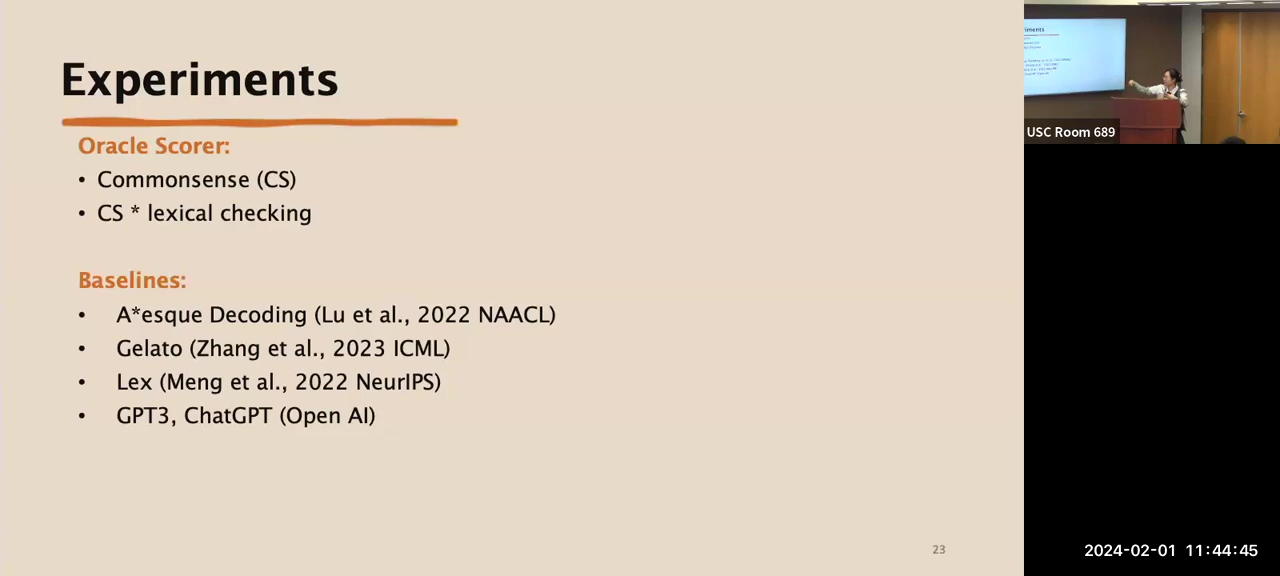 Experiments
Oracle Scorer:
• Commonsense (CS)
• CS * lexical checking
Baselines:
• A*esque Decoding (Lu et al., 2022 NAACL)
• Gelato (Zhang et al., 2023 ICML)
• Lex (Meng et al., 2022 NeurIPS)
• GPT3, ChatGPT (Open AI)
23
USC Room 689
2024-02-01 11:44:45